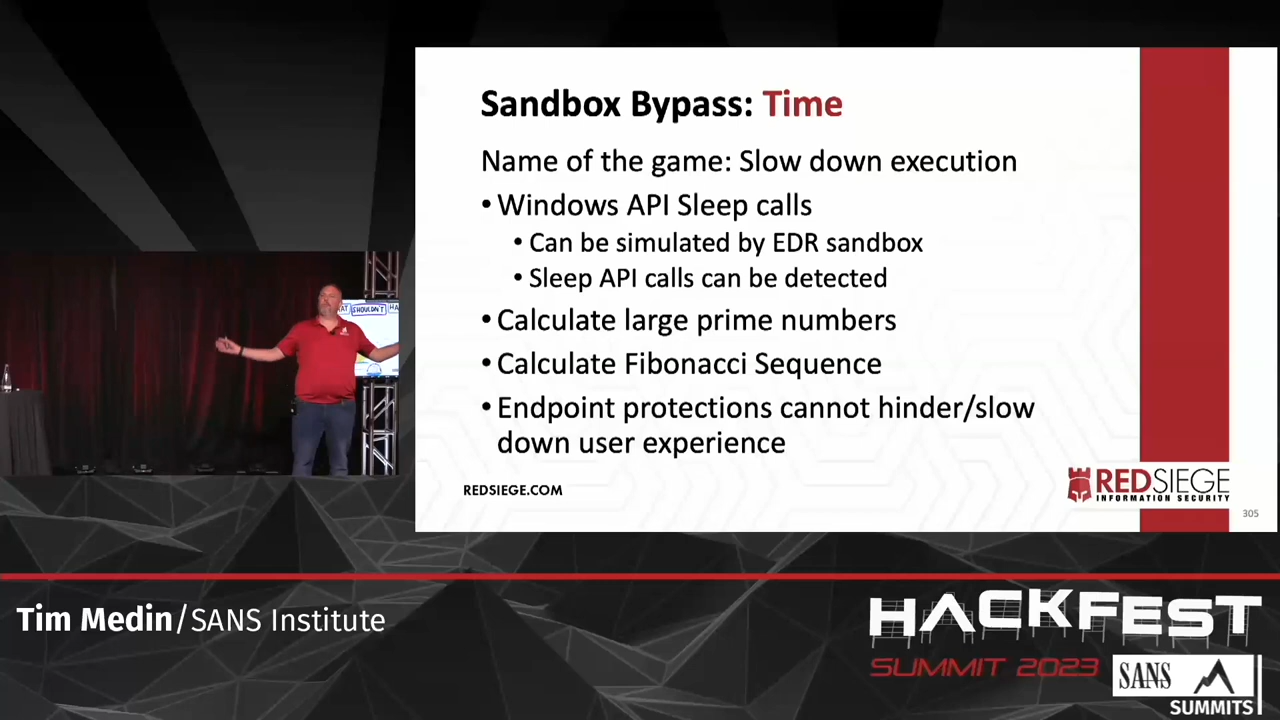 Sandbox Bypass: Time
Name of the game: Slow down execution
• Windows API Sleep calls
• Can be simulated by EDR sandbox
• Sleep API calls can be detected
• Calculate large prime numbers
• Calculate Fibonacci Sequence
• Endpoint protections cannot hinder/slow
down user experience
REDSIEGE.COM
REDSIEGE
INFORMATION SECURITY
305
SHOULDN'T
Tim Medin/SANS Institute
HACKFEST
SUMMIT 2023
SANS
SUMMITS